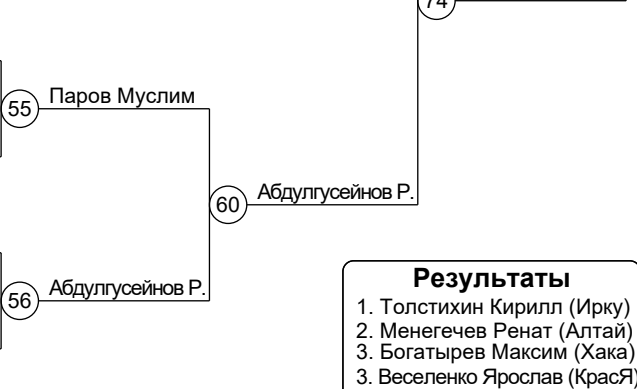 74
55 Паров Муслим
60 Абдулгусейнов Р.
56 Абдулгусейнов Р.
Результаты
1. Толстихин Кирилл (Ирку)
2. Менегечев Ренат (Алтай)
3. Богатырев Максим (Хака)
3. Веселенко Ярослав (КрасЯ)